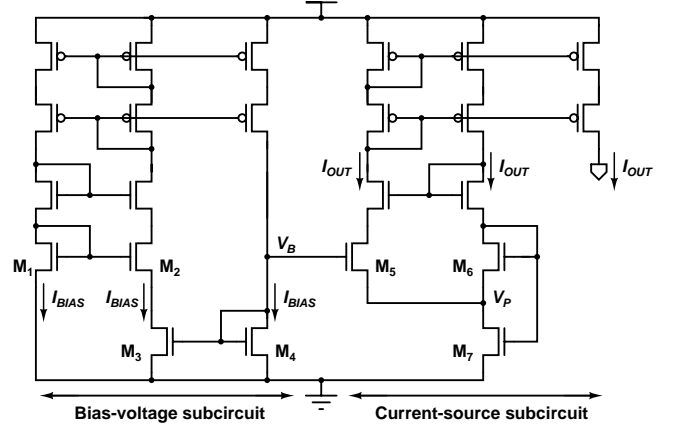 I_OUT I_OUT I_OUT
V_B
M_1 M_2 M_5 M_6
I_BIAS I_BIAS I_BIAS V_P
M_3 M_4 M_7
Bias-voltage subcircuit Current-source subcircuit